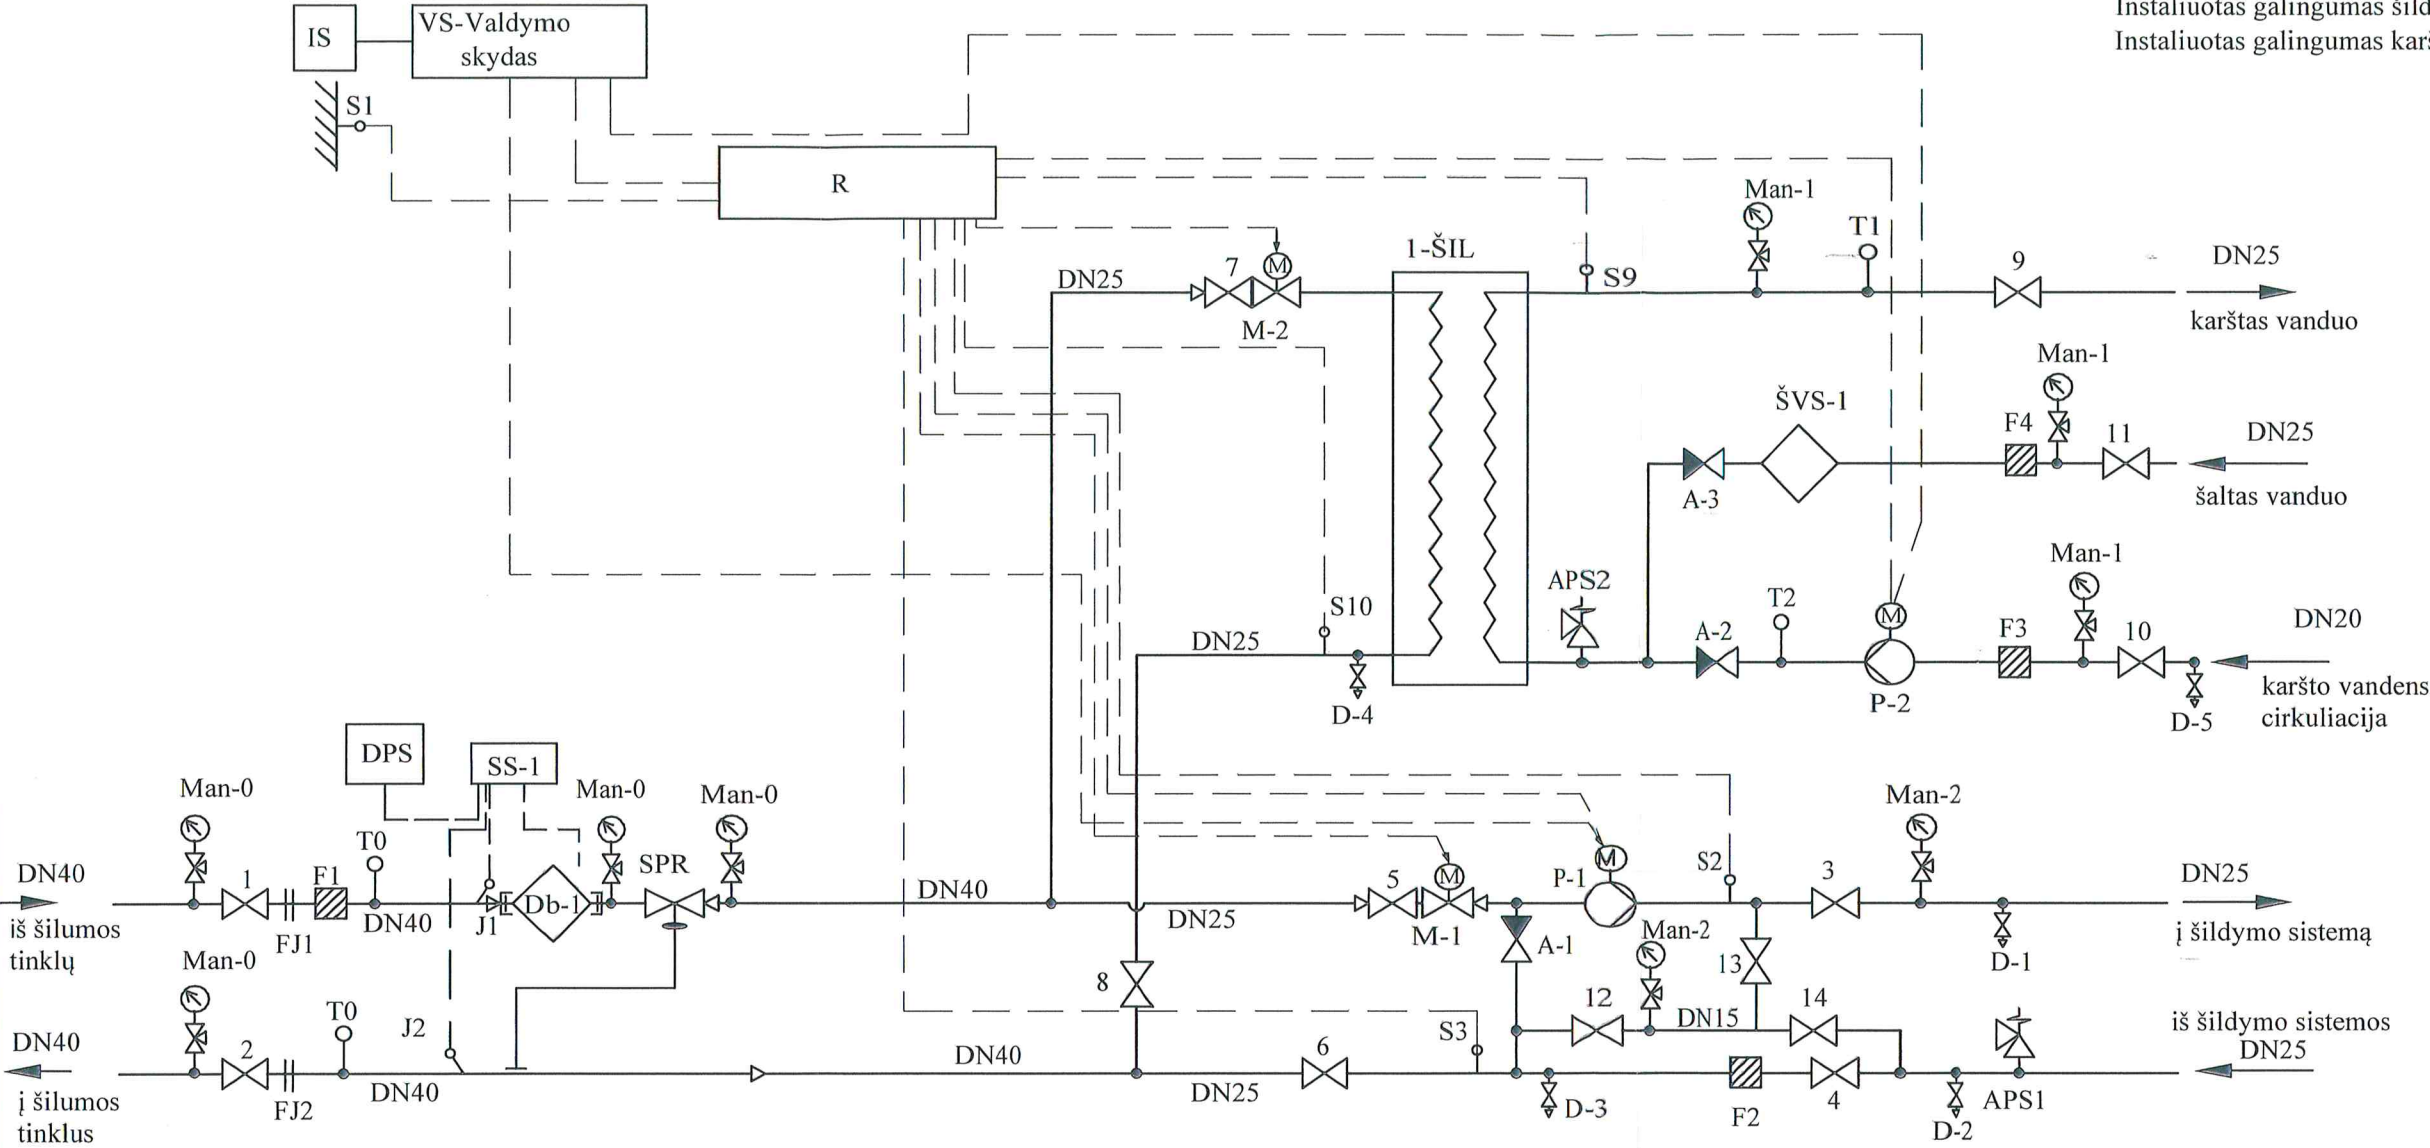 Instaliuotas galingumas šild
Instaliuotas galingumas karš
IS
VS-Valdymo
skydas
S1
R
Man-1
T1
1-ŠIL
S9
DN25
7
M
M-2
9
DN25
karštas vanduo
Man-1
ŠVS-1
F4
11
DN25
A-3
šaltas vanduo
Man-1
APS2
S10
T2
M
A-2
F3
10
DN20
DN25
D-4
P-2
D-5
karšto vandens
cirkuliacija
DPS
SS-1
Man-0
Man-0
Man-0
T0
SPR
Man-2
DN40
1
F1
Db-1
DN40
5
M
P-1
M
S2
3
DN25
iš šilumos
tinklų
FJ1
DN40
J1
DN25
M-1
A-1
Man-2
13
D-1
į šildymo sistemą
Man-0
8
T0
J2
12
DN15
14
iš šildymo sistemos
DN25
DN40
2
DN40
6
S3
DN40
FJ2
DN25
D-3
F2
4
D-2
APS1
į šilumos
tinklus